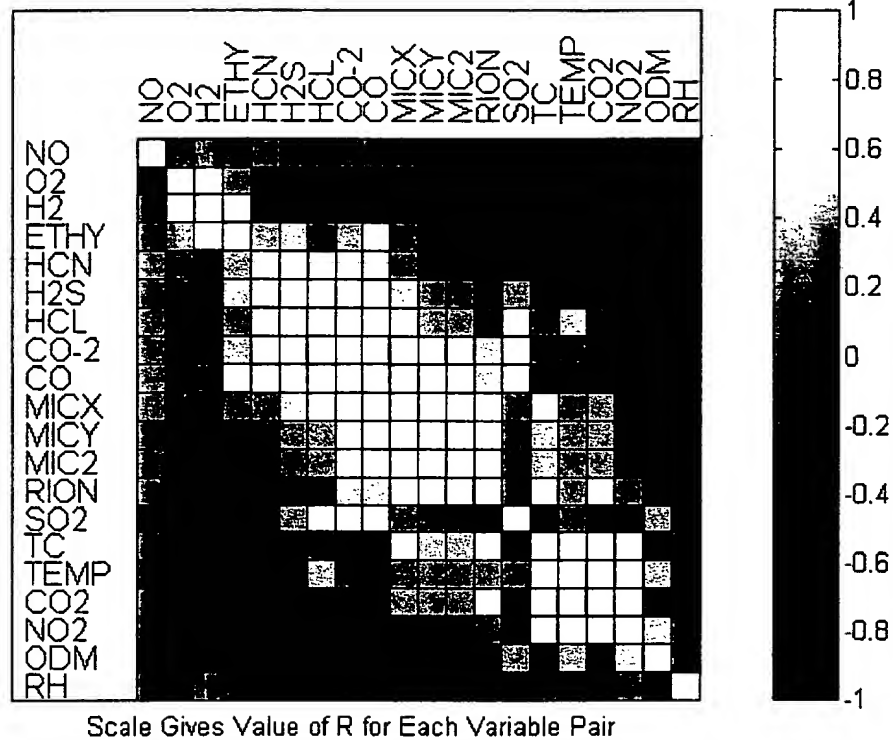 NO O2 H2 ETHY HCN H2S HCL CO-2 CO MICX MICY MIC2 RION SO2 TC TEMP CO2 NO2 ODM RH
NO
O2
H2
ETHY
HCN
H2S
HCL
CO-2
CO
MICX
MICY
MIC2
RION
SO2
TC
TEMP
CO2
NO2
ODM
RH
1
0.8
0.6
0.4
0.2
0
-0.2
-0.4
-0.6
-0.8
-1
Scale Gives Value of R for Each Variable Pair